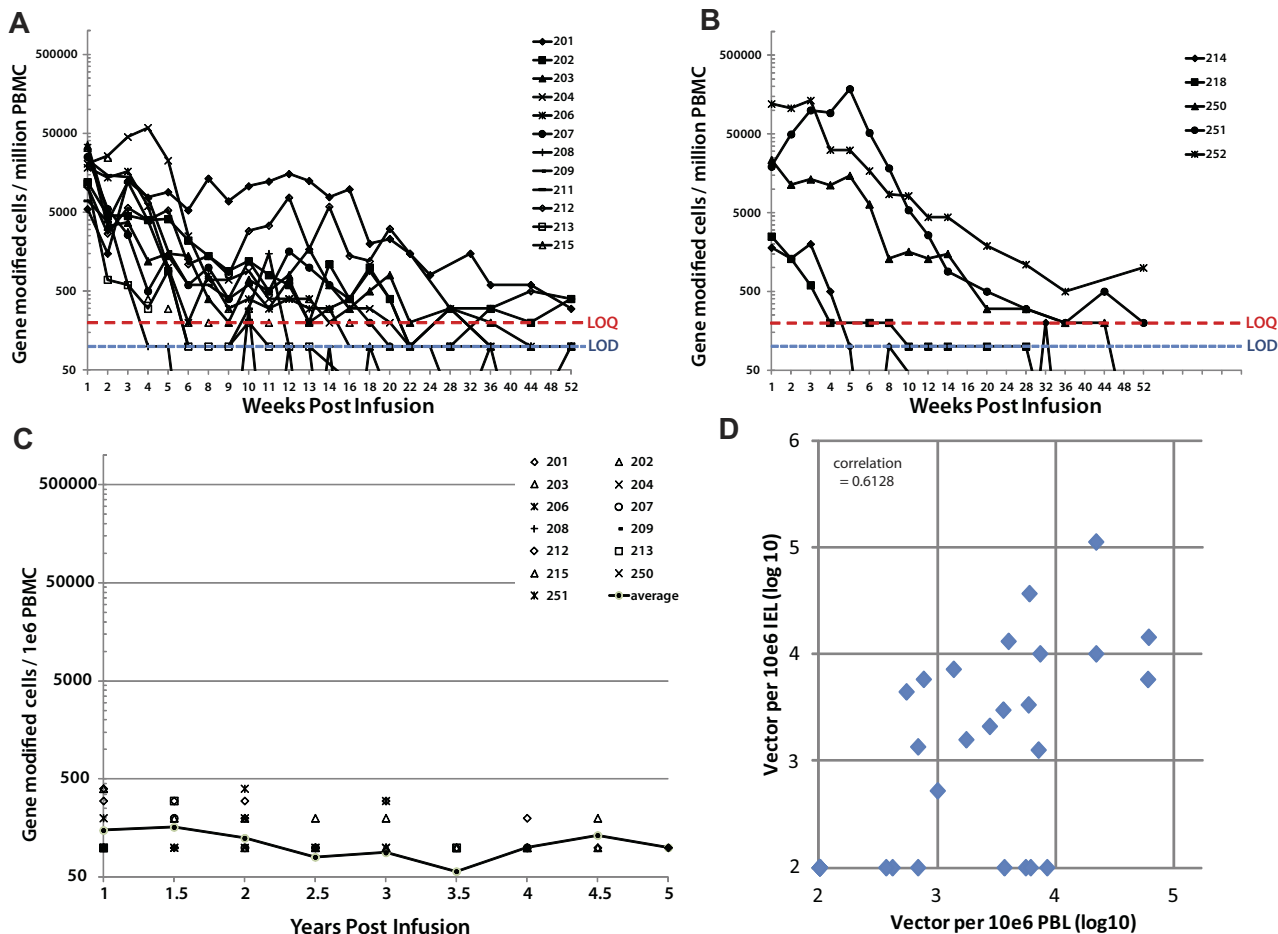 A
Gene modified cells / million PBMC
500000
50000
5000
500
50
201
202
203
204
206
207
208
209
211
212
213
215
LOQ
LOD
1 2 3 4 5 6 8 9 10 11 12 13 14 16 18 20 22 24 28 32 36 40 44 48 52
Weeks Post Infusion
B
Gene modified cells / million PBMC
500000
50000
5000
500
50
214
218
250
251
252
LOQ
LOD
1 2 3 4 5 6 8 10 12 14 16 20 24 28 32 36 40 44 48 52
Weeks Post Infusion
C
Gene modified cells / 1e6 PBMC
500000
50000
5000
500
50
201 202
203 204
206 207
208 209
212 213
215 250
251 average
1 1.5 2 2.5 3 3.5 4 4.5 5
Years Post Infusion
D
correlation
= 0.6128
Vector per 10e6 IEL (log 10)
6
5
4
3
2
2 3 4 5
Vector per 10e6 PBL (log10)